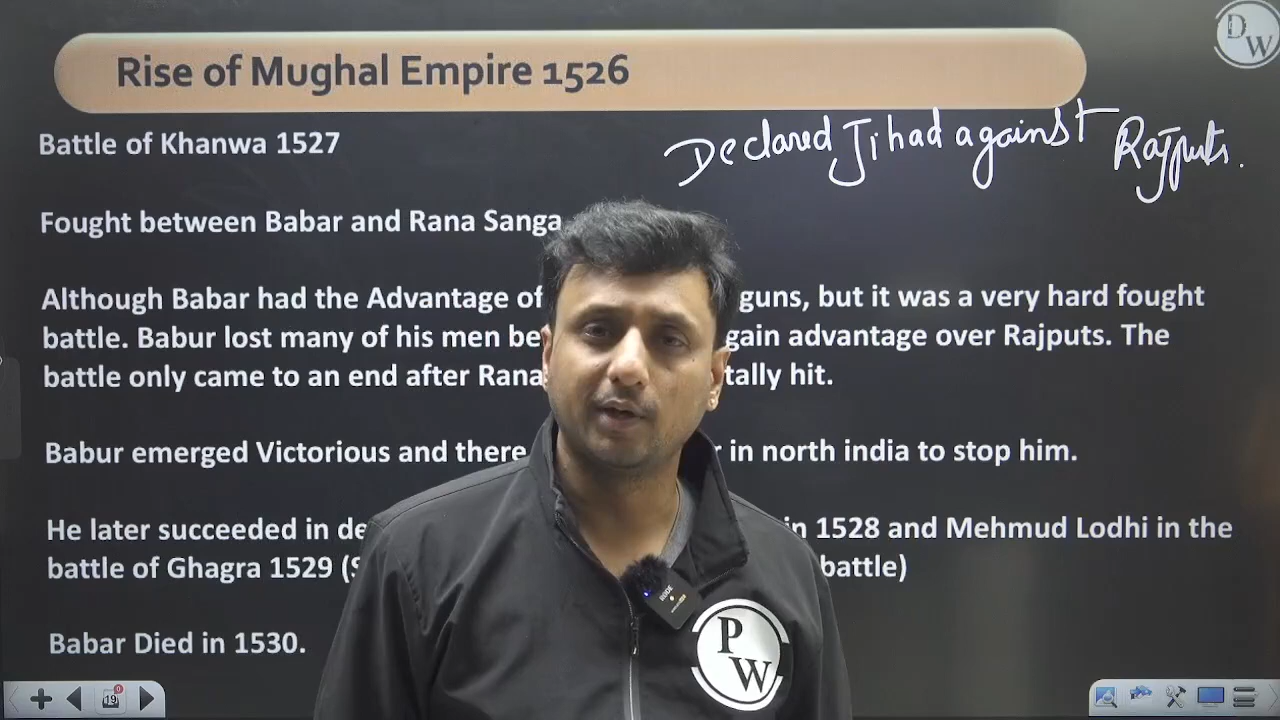 Rise of Mughal Empire 1526
Battle of Khanwa 1527
Declared Jihad against Rajputs.
Fought between Babar and Rana Sanga
Although Babar had the Advantage of guns, but it was a very hard fought
battle. Babur lost many of his men be gain advantage over Rajputs. The
battle only came to an end after Rana tally hit.
Babur emerged Victorious and there r in north india to stop him.
He later succeeded in de in 1528 and Mehmud Lodhi in the
battle of Ghagra 1529 (S battle)
Babar Died in 1530.
19
PW
PW